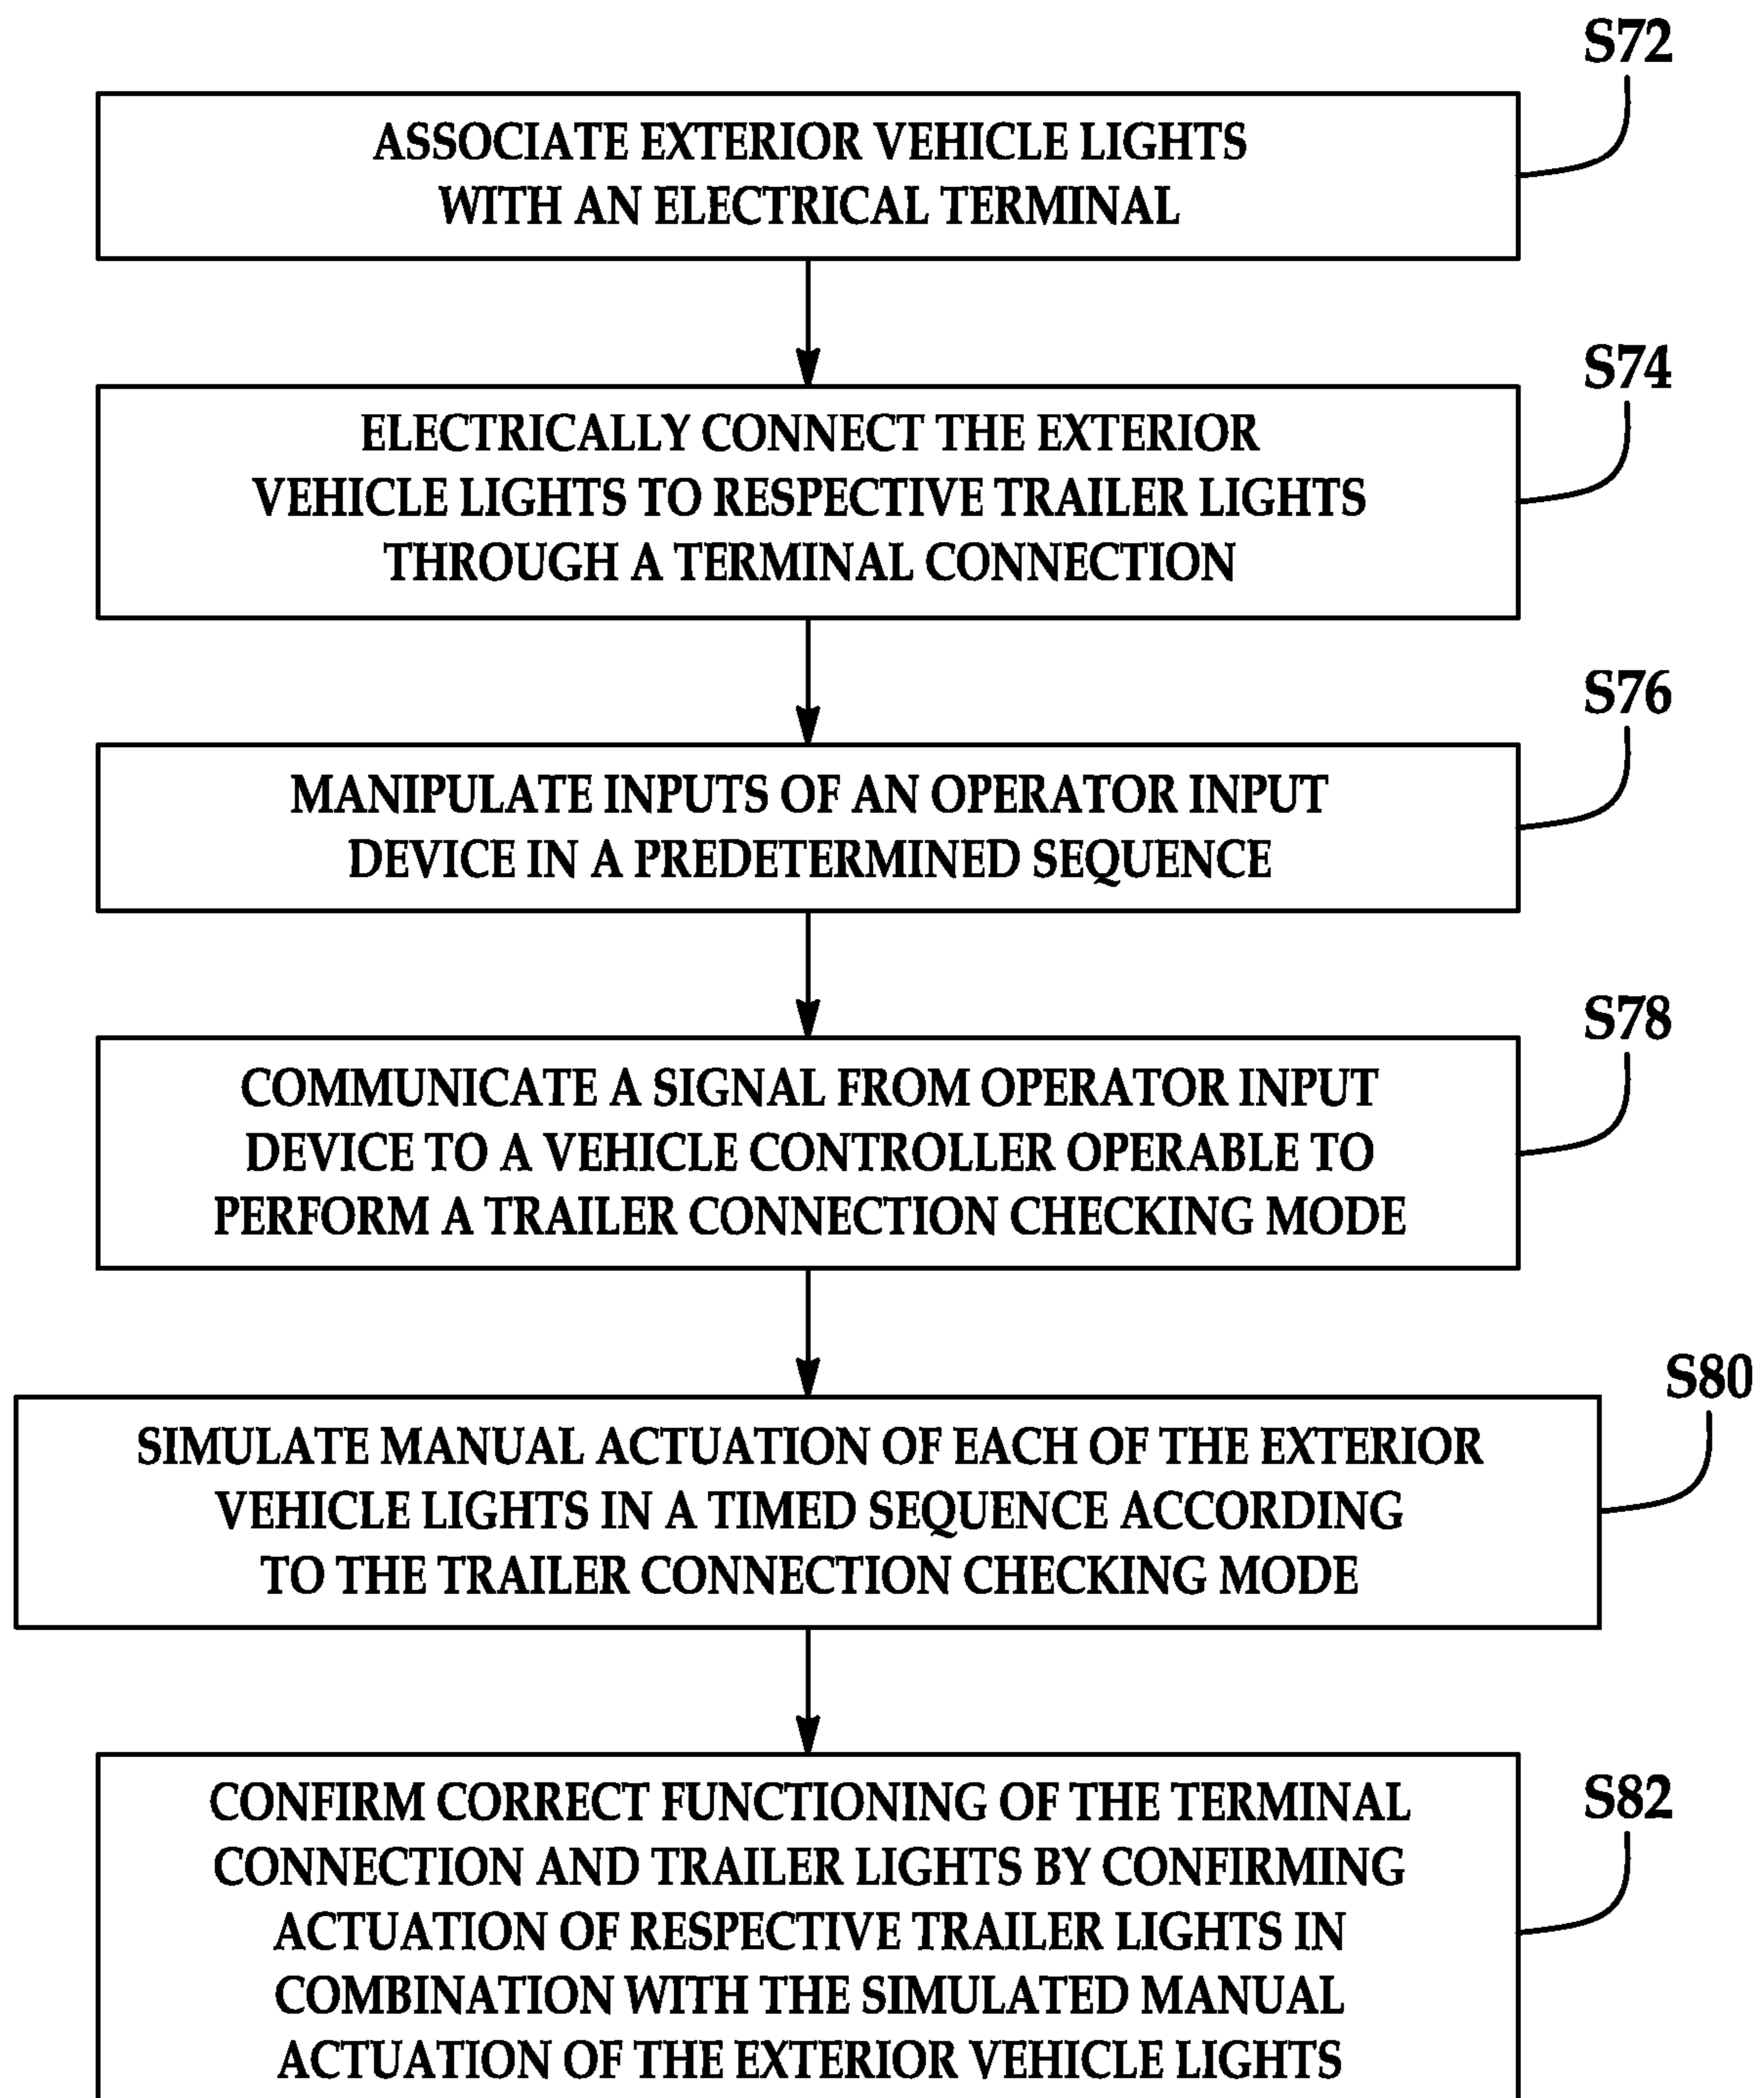 S72
ASSOCIATE EXTERIOR VEHICLE LIGHTS
WITH AN ELECTRICAL TERMINAL
S74
ELECTRICALLY CONNECT THE EXTERIOR
VEHICLE LIGHTS TO RESPECTIVE TRAILER LIGHTS
THROUGH A TERMINAL CONNECTION
S76
MANIPULATE INPUTS OF AN OPERATOR INPUT
DEVICE IN A PREDETERMINED SEQUENCE
S78
COMMUNICATE A SIGNAL FROM OPERATOR INPUT
DEVICE TO A VEHICLE CONTROLLER OPERABLE TO
PERFORM A TRAILER CONNECTION CHECKING MODE
S80
SIMULATE MANUAL ACTUATION OF EACH OF THE EXTERIOR
VEHICLE LIGHTS IN A TIMED SEQUENCE ACCORDING
TO THE TRAILER CONNECTION CHECKING MODE
S82
CONFIRM CORRECT FUNCTIONING OF THE TERMINAL
CONNECTION AND TRAILER LIGHTS BY CONFIRMING
ACTUATION OF RESPECTIVE TRAILER LIGHTS IN
COMBINATION WITH THE SIMULATED MANUAL
ACTUATION OF THE EXTERIOR VEHICLE LIGHTS